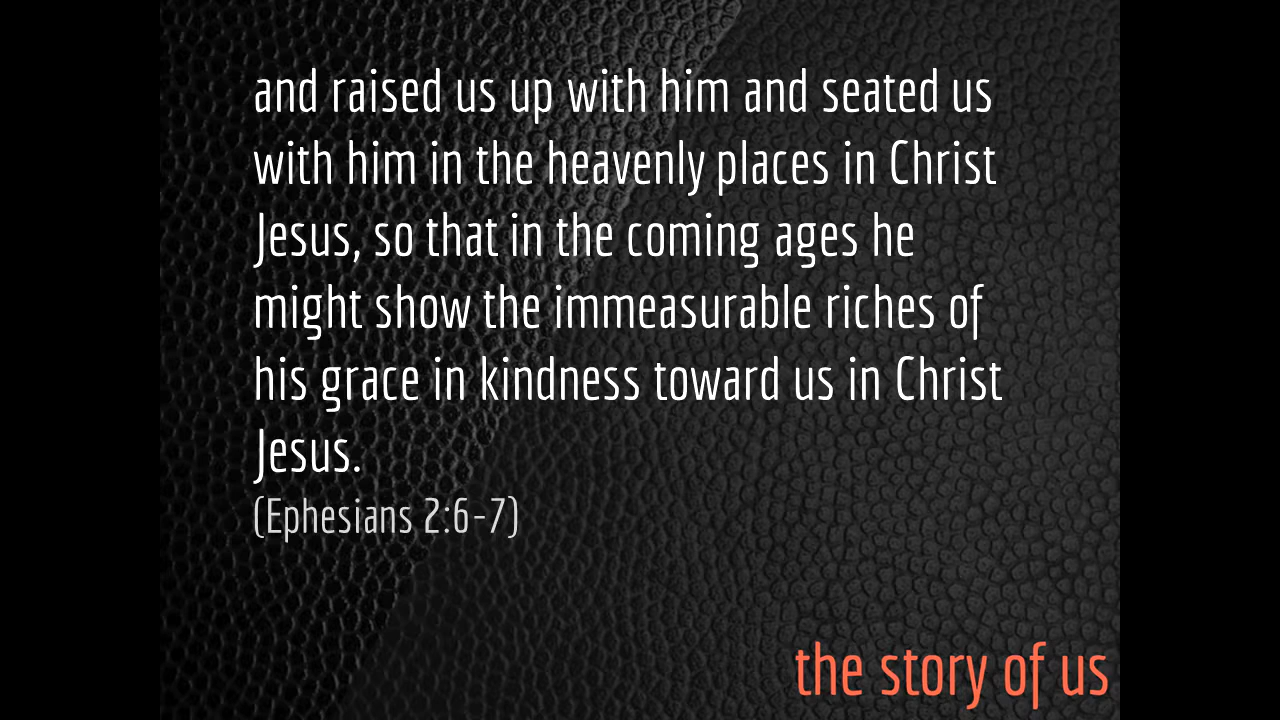 and raised us up with him and seated us
with him in the heavenly places in Christ
Jesus, so that in the coming ages he
might show the immeasurable riches of
his grace in kindness toward us in Christ
Jesus.
(Ephesians 2:6-7)
the story of us